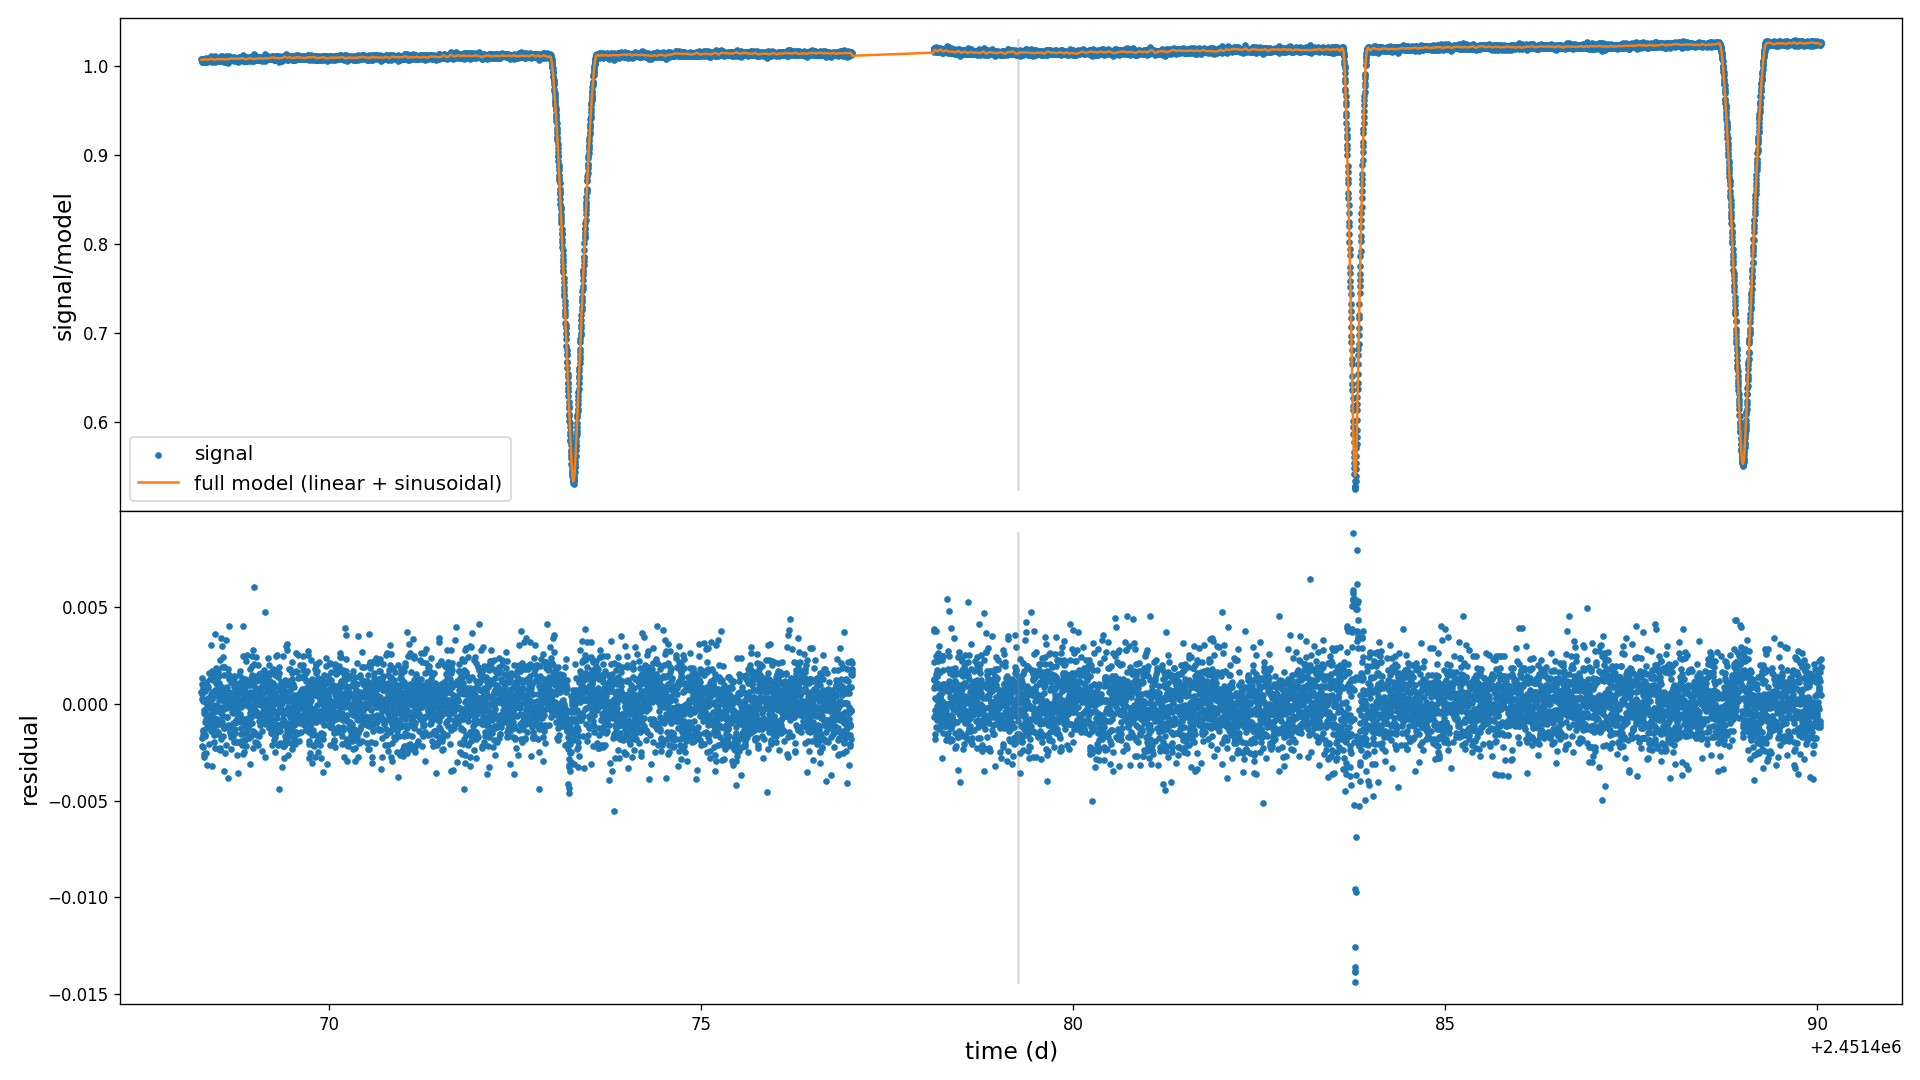 signal/model
1.0
0.9
0.8
0.7
0.6
signal
full model (linear + sinusoidal)
residual
0.005
0.000
−0.005
−0.010
−0.015
70
75
80
85
90
time (d)
+2.4514e6